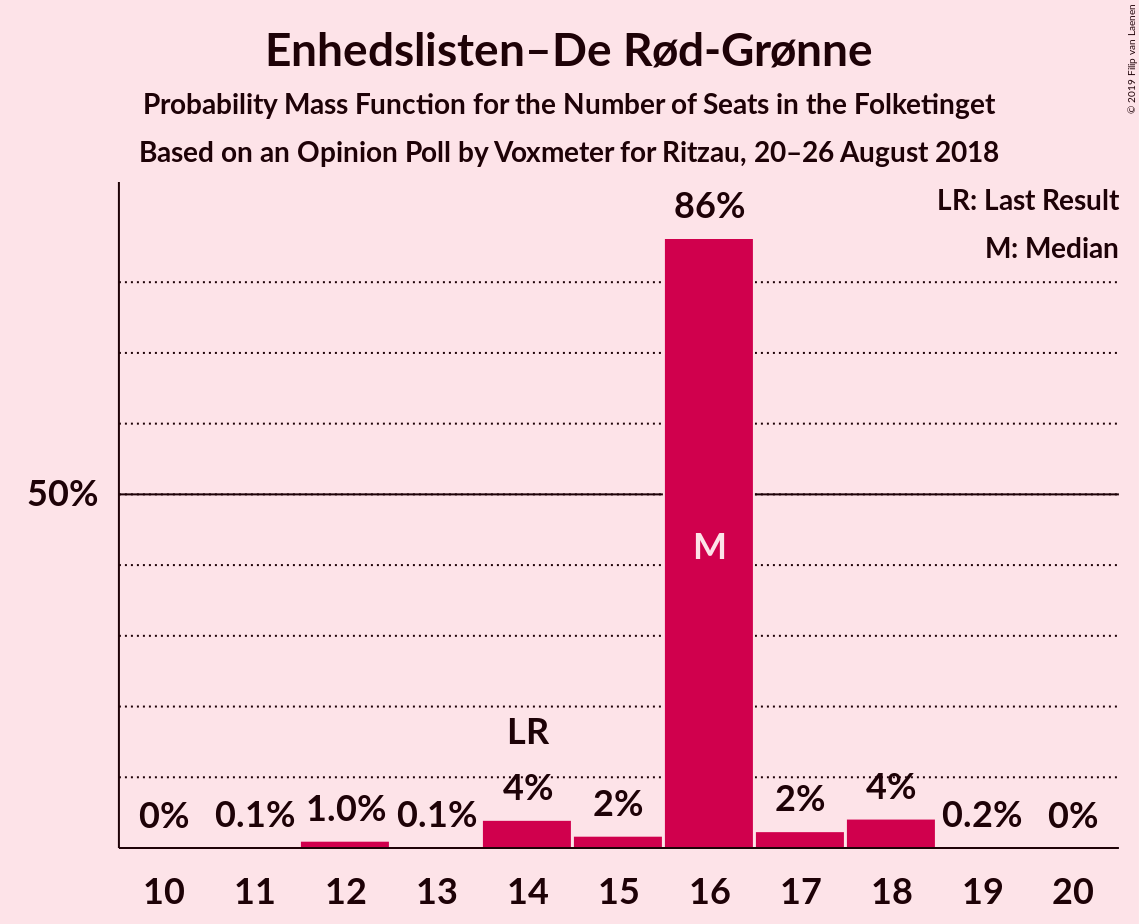 Enhedslisten–De Rød-Grønne
Probability Mass Function for the Number of Seats in the Folketinget
Based on an Opinion Poll by Voxmeter for Ritzau, 20–26 August 2018
© 2019 Filip van Laenen
LR: Last Result
M: Median
86%
50%
M
LR
0% 0.1% 1.0% 0.1% 4% 2% 2% 4% 0.2% 0%
10 11 12 13 14 15 16 17 18 19 20